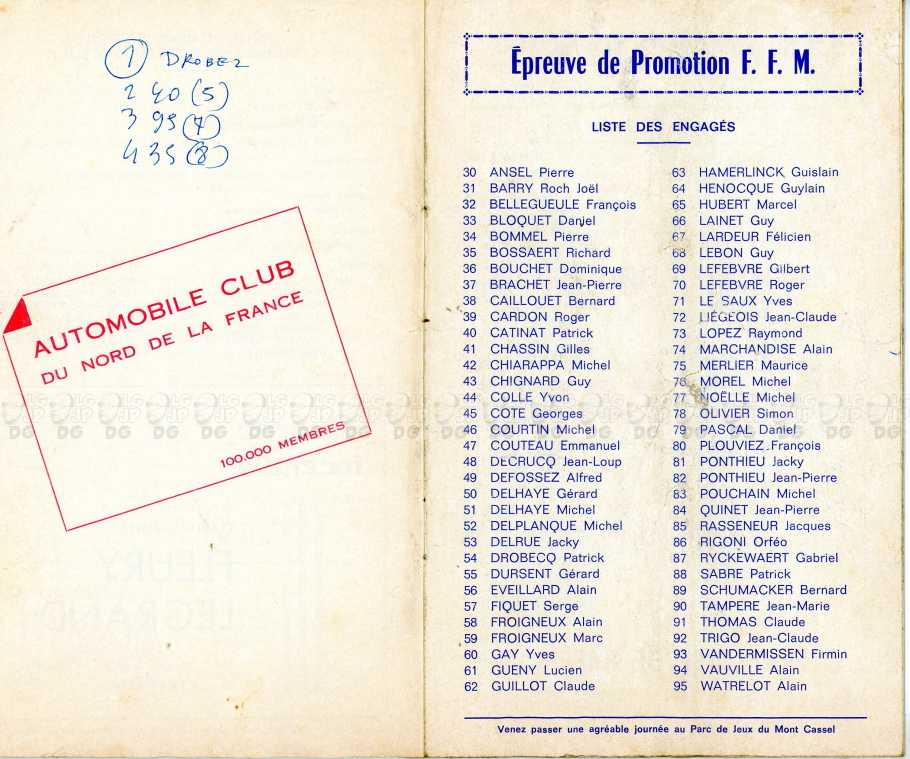 1 DROBEZ
2 40 (5)
3 95 (7)
4 35 (8)
AUTOMOBILE CLUB
DU NORD DE LA FRANCE
100.000 MEMBRES
Épreuve de Promotion F. F. M.
LISTE DES ENGAGÉS
30 ANSEL Pierre
31 BARRY Roch Joël
32 BELLEGUEULE François
33 BLOQUET Daniel
34 BOMMEL Pierre
35 BOSSAERT Richard
36 BOUCHET Dominique
37 BRACHET Jean-Pierre
38 CAILLOUET Bernard
39 CARDON Roger
40 CATINAT Patrick
41 CHASSIN Gilles
42 CHIARAPPA Michel
43 CHIGNARD Guy
44 COLLE Yvon
45 COTE Georges
46 COURTIN Michel
47 COUTEAU Emmanuel
48 DECRUCQ Jean-Loup
49 DEFOSSEZ Alfred
50 DELHAYE Gérard
51 DELHAYE Michel
52 DELPLANQUE Michel
53 DELRUE Jacky
54 DROBECQ Patrick
55 DURSENT Gérard
56 EVEILLARD Alain
57 FIQUET Serge
58 FROIGNEUX Alain
59 FROIGNEUX Marc
60 GAY Yves
61 GUENY Lucien
62 GUILLOT Claude
63 HAMERLINCK Guislain
64 HENOCQUE Guylain
65 HUBERT Marcel
66 LAINET Guy
67 LARDEUR Félicien
68 LEBON Guy
69 LEFEBVRE Gilbert
70 LEFEBVRE Roger
71 LE SAUX Yves
72 LIÉGEOIS Jean-Claude
73 LOPEZ Raymond
74 MARCHANDISE Alain
75 MERLIER Maurice
76 MOREL Michel
77 NOËLLE Michel
78 OLIVIER Simon
79 PASCAL Daniel
80 PLOUVIEZ François
81 PONTHIEU Jacky
82 PONTHIEU Jean-Pierre
83 POUCHAIN Michel
84 QUINET Jean-Pierre
85 RASSENEUR Jacques
86 RIGONI Orféo
87 RYCKEWAERT Gabriel
88 SABRE Patrick
89 SCHUMACKER Bernard
90 TAMPERE Jean-Marie
91 THOMAS Claude
92 TRIGO Jean-Claude
93 VANDERMISSEN Firmin
94 VAUVILLE Alain
95 WATRELOT Alain
Venez passer une agréable journée au Parc de Jeux du Mont Cassel